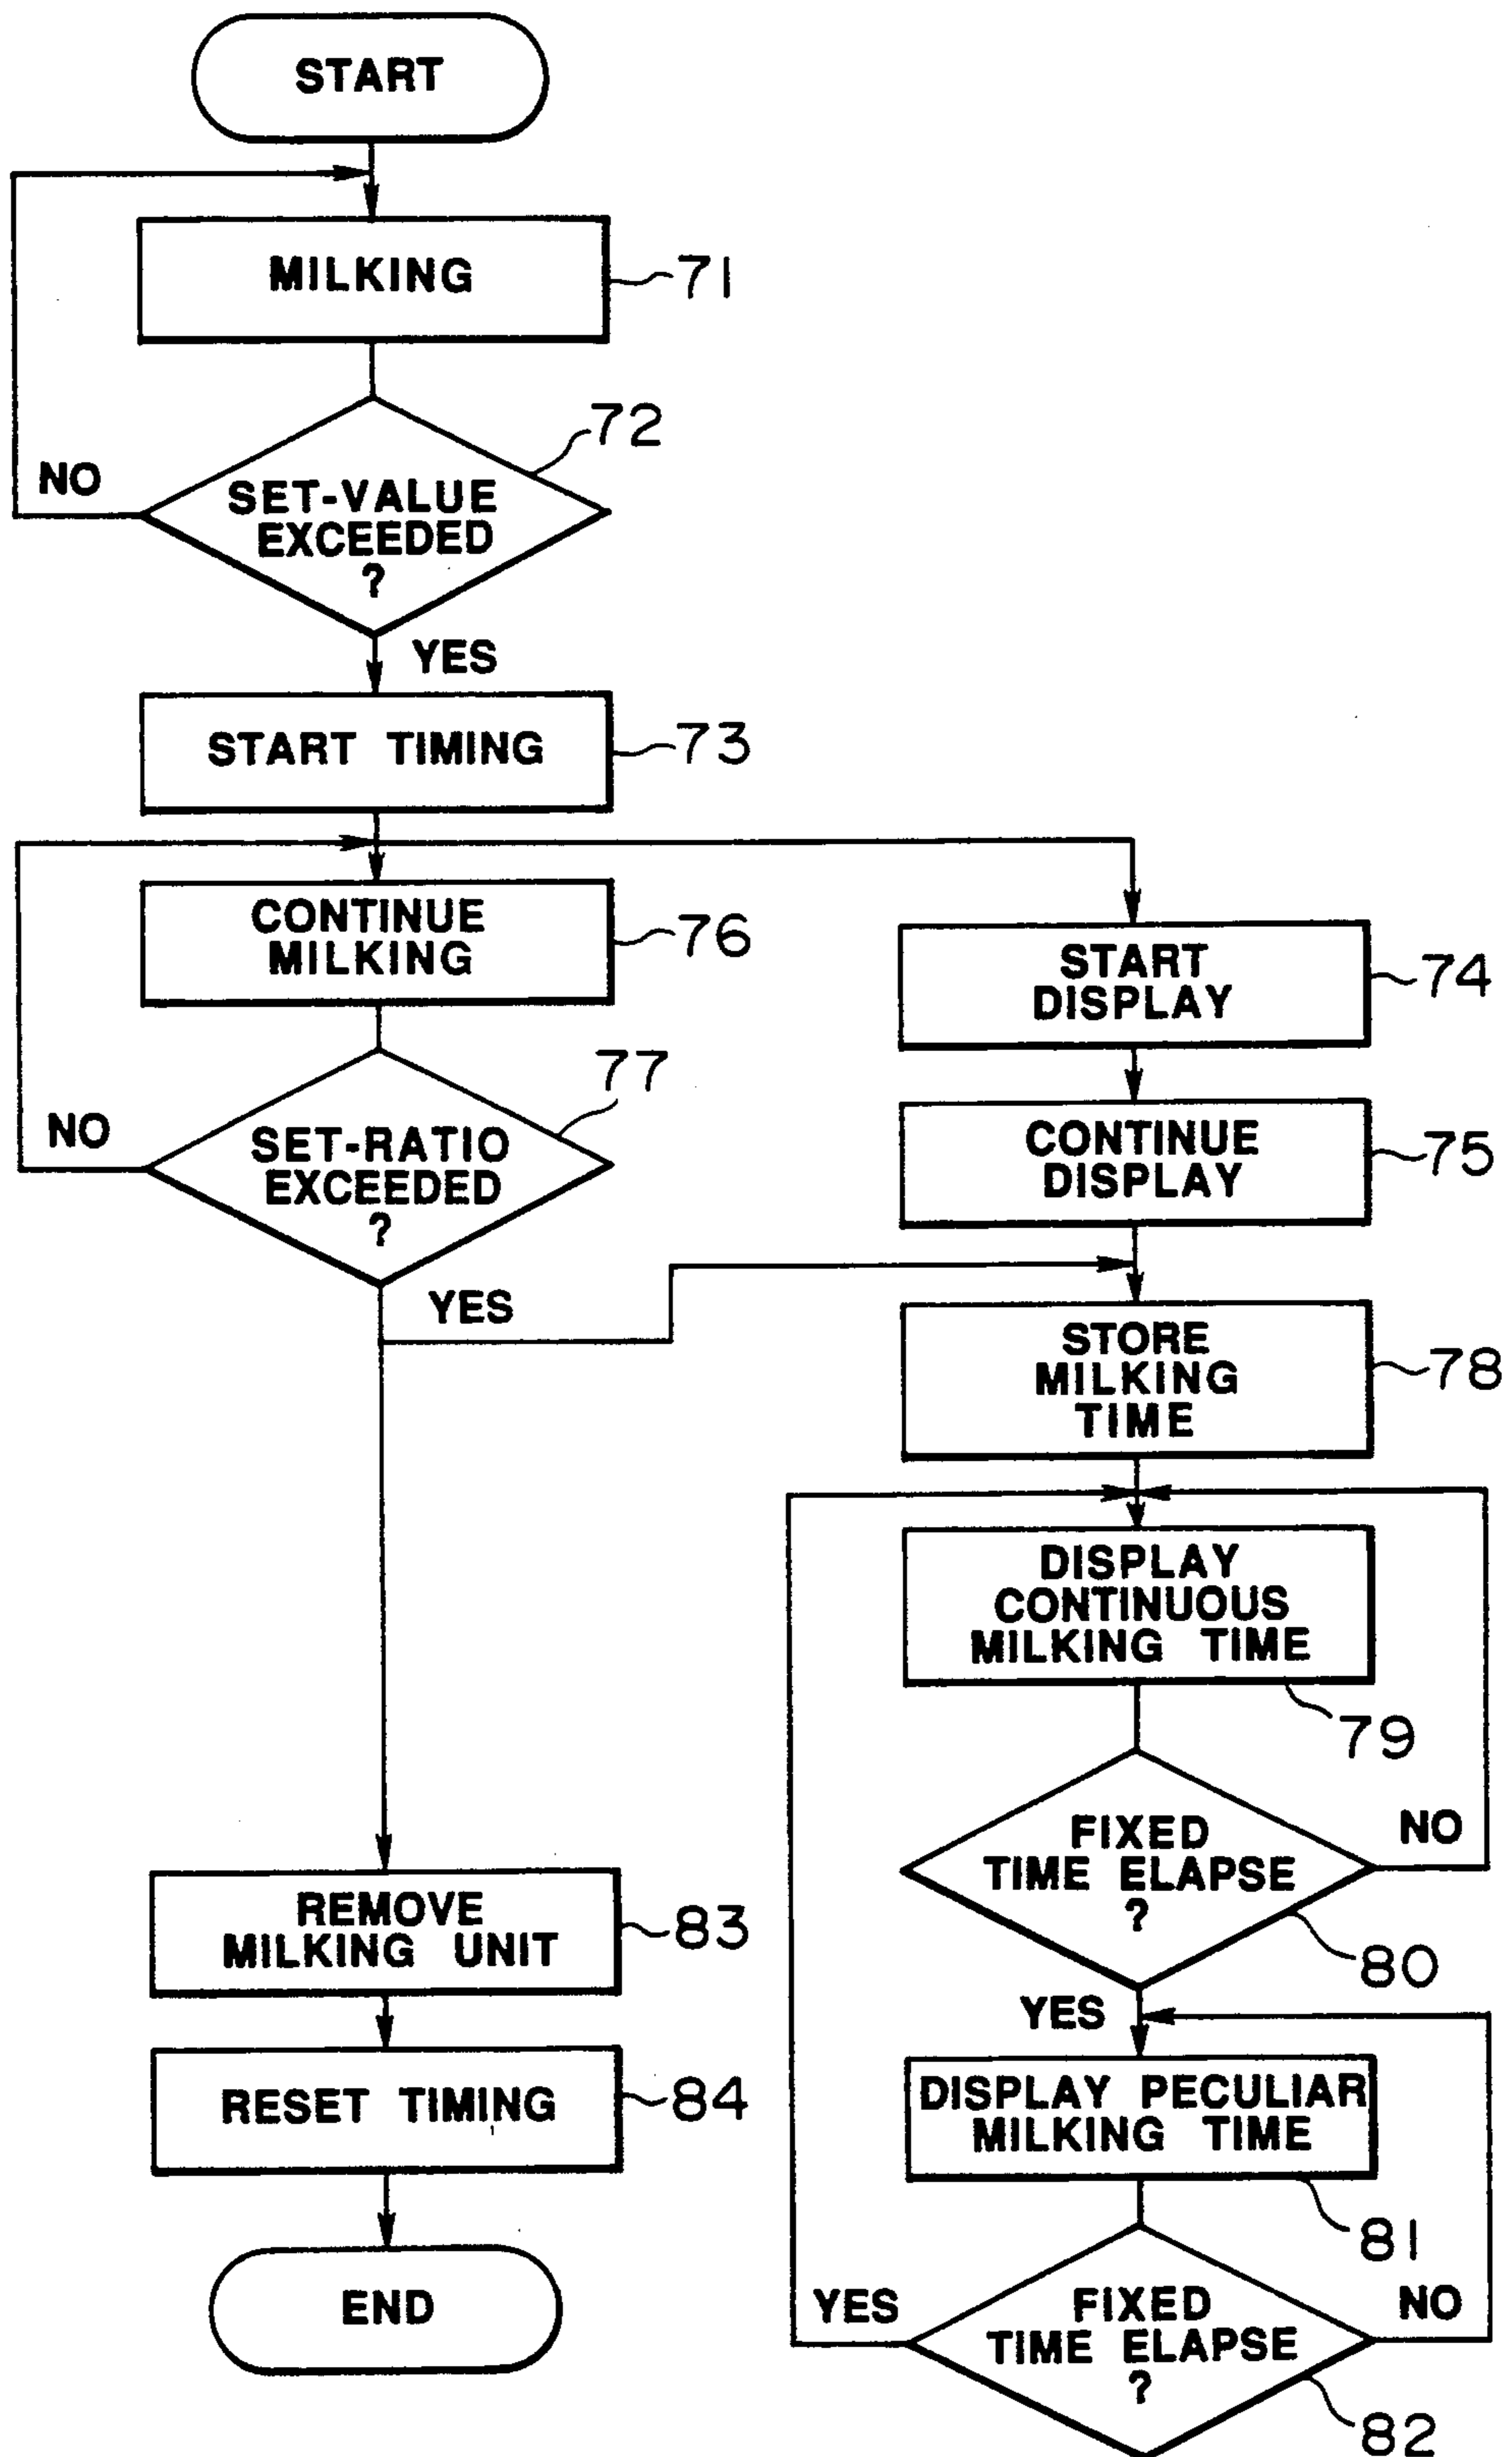 START
MILKING
71
72
NO
SET-VALUE
EXCEEDED
?
YES
START TIMING
73
CONTINUE
MILKING
76
START
DISPLAY
74
77
NO
SET-RATIO
EXCEEDED
?
YES
CONTINUE
DISPLAY
75
STORE
MILKING
TIME
78
DISPLAY
CONTINUOUS
MILKING TIME
79
FIXED
TIME ELAPSE
?
NO
80
YES
REMOVE
MILKING UNIT
83
RESET TIMING
84
END
DISPLAY PECULIAR
MILKING TIME
81
YES
FIXED
TIME ELAPSE
?
NO
82